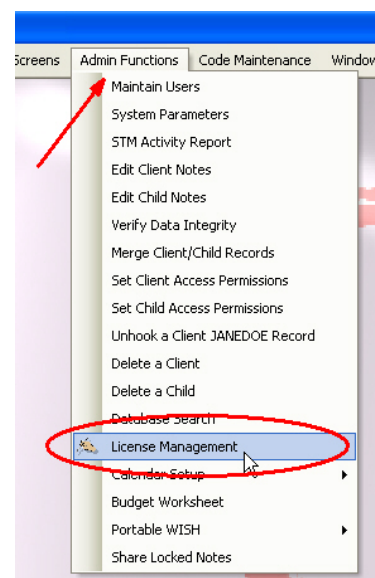 Screens Admin Functions Code Maintenance Window
Maintain Users
System Parameters
STM Activity Report
Edit Client Notes
Edit Child Notes
Verify Data Integrity
Merge Client/Child Records
Set Client Access Permissions
Set Child Access Permissions
Unhook a Client JANEDOE Record
Delete a Client
Delete a Child
Database Search
License Management
Calendar Setup
Budget Worksheet
Portable WISH
Share Locked Notes